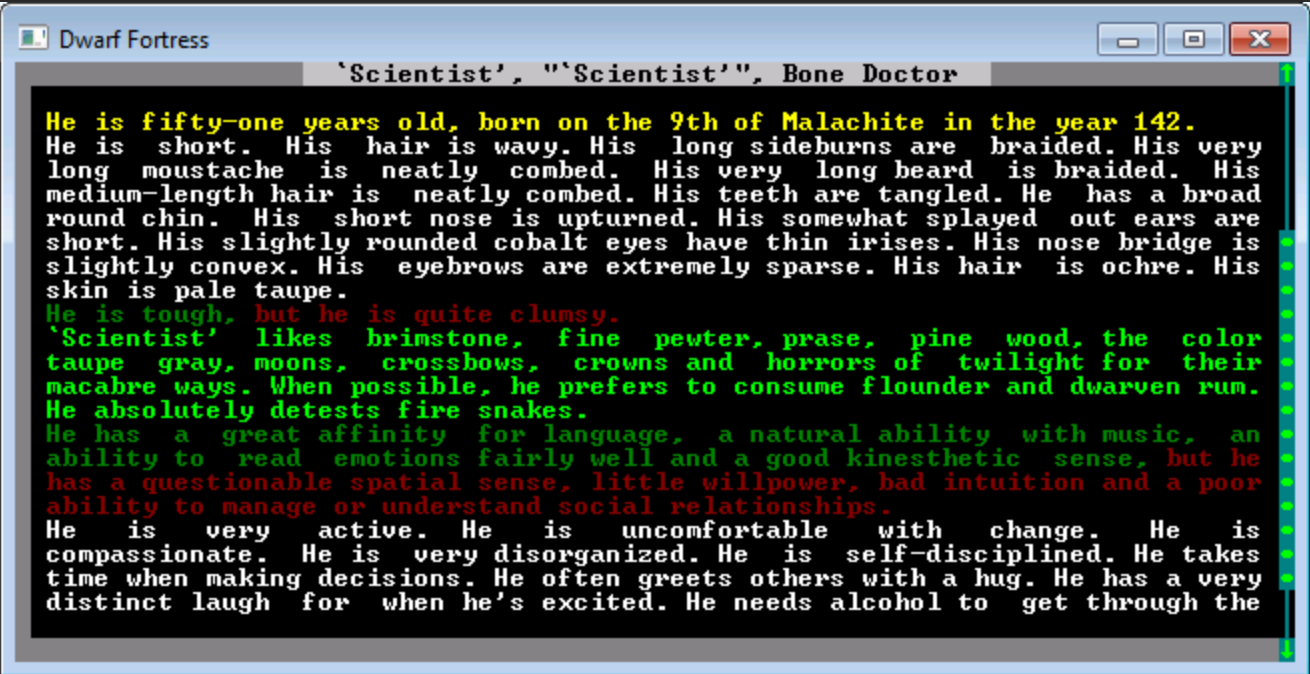 Dwarf Fortress
`Scientist', "`Scientist'", Bone Doctor
He is fifty-one years old, born on the 9th of Malachite in the year 142.
He is short. His hair is wavy. His long sideburns are braided. His very
long moustache is neatly combed. His very long beard is braided. His
medium-length hair is neatly combed. His teeth are tangled. He has a broad
round chin. His short nose is upturned. His somewhat splayed out ears are
short. His slightly rounded cobalt eyes have thin irises. His nose bridge is
slightly convex. His eyebrows are extremely sparse. His hair is ochre. His
skin is pale taupe.
He is tough, but he is quite clumsy.
`Scientist' likes brimstone, fine pewter, prase, pine wood, the color
taupe gray, moons, crossbows, crowns and horrors of twilight for their
macabre ways. When possible, he prefers to consume flounder and dwarven rum.
He absolutely detests fire snakes.
He has a great affinity for language, a natural ability with music, an
ability to read emotions fairly well and a good kinesthetic sense, but he
has a questionable spatial sense, little willpower, bad intuition and a poor
ability to manage or understand social relationships.
He is very active. He is uncomfortable with change. He is
compassionate. He is very disorganized. He is self-disciplined. He takes
time when making decisions. He often greets others with a hug. He has a very
distinct laugh for when he's excited. He needs alcohol to get through the